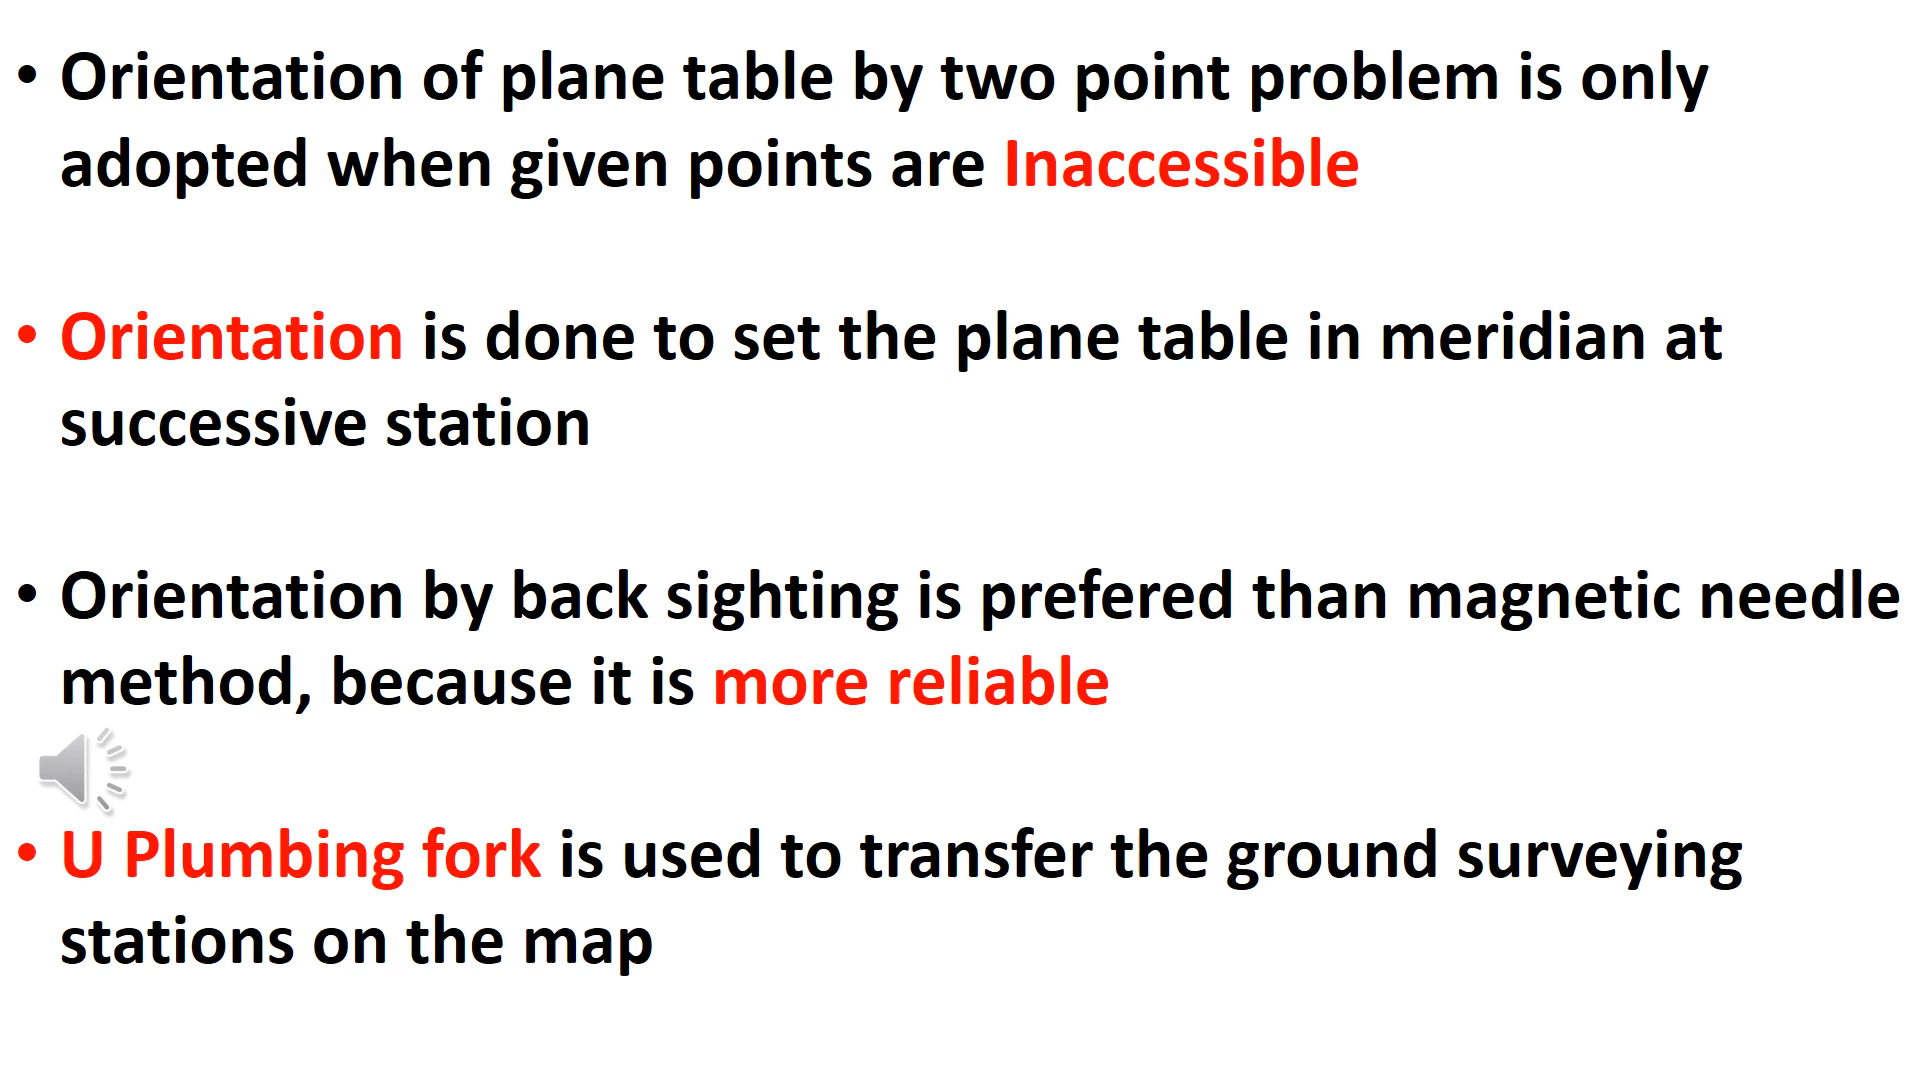 • Orientation of plane table by two point problem is only
adopted when given points are Inaccessible
• Orientation is done to set the plane table in meridian at
successive station
• Orientation by back sighting is prefered than magnetic needle
method, because it is more reliable
• U Plumbing fork is used to transfer the ground surveying
stations on the map